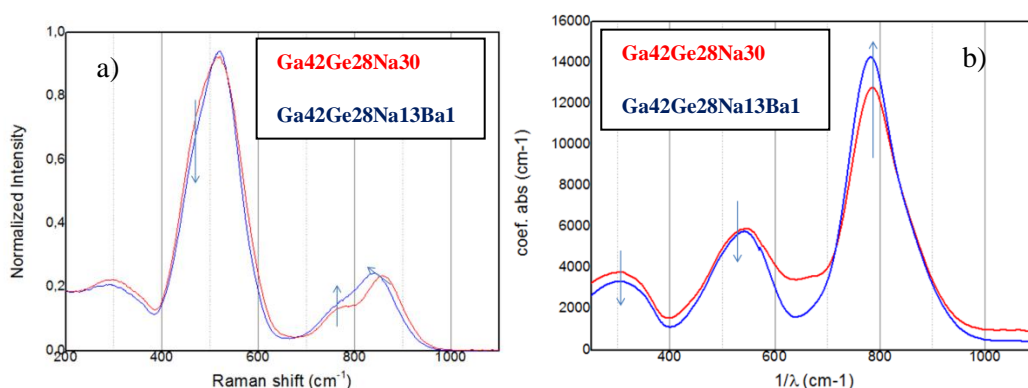 a)
Ga42Ge28Na30
Ga42Ge28Na13Ba1
Normalized Intensity
1,0
0,8
0,6
0,4
0,2
0,0
200
400
600
800
1000
Raman shift (cm-1)
b)
Ga42Ge28Na30
Ga42Ge28Na13Ba1
coef. abs (cm-1)
16000
14000
12000
10000
8000
6000
4000
2000
0
400
600
800
1000
1/λ (cm-1)